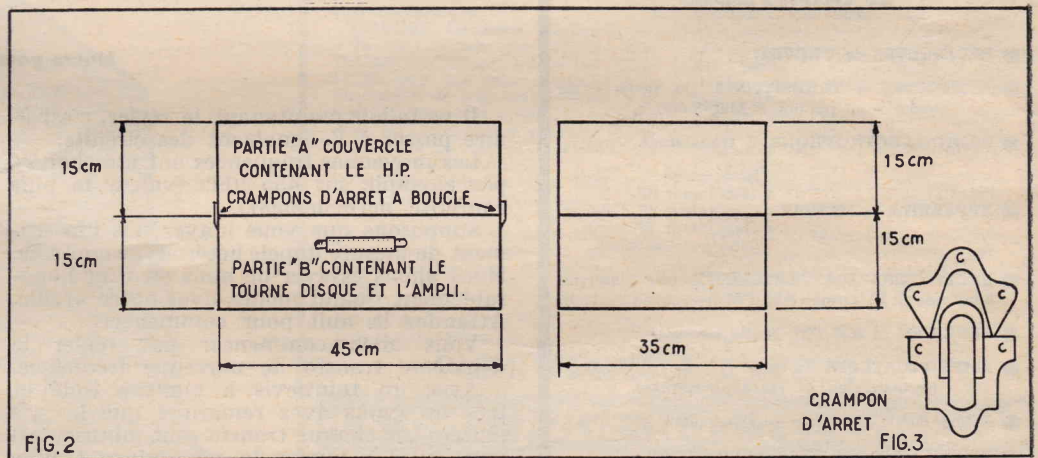 15cm
15cm
PARTIE "A" COUVERCLE
CONTENANT LE H.P.
CRAMPONS D'ARRET A BOUCLE
PARTIE "B" CONTENANT LE
TOURNE DISQUE ET L'AMPLI.
45cm
FIG.2
15cm
15cm
35cm
C
C C
C C
CRAMPON
D'ARRET
FIG.3